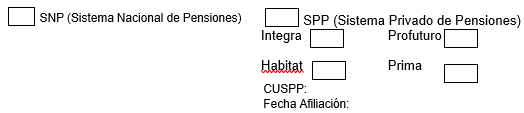 SNP (Sistema Nacional de Pensiones)
SPP (Sistema Privado de Pensiones)
Integra
Profuturo
Habitat
Prima
CUSPP:
Fecha Afiliación: